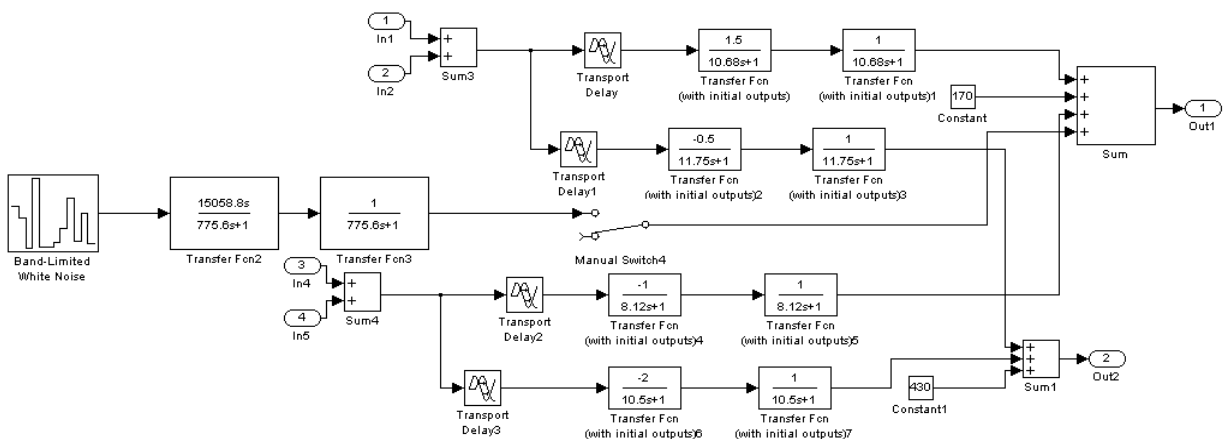 1
In1
2
In2
+
+
Sum3
Transport
Delay
1.5
10.68s+1
Transfer Fcn
(with initial outputs)
1
10.68s+1
Transfer Fcn
(with initial outputs)1
170
Constant
+
+
+
+
Sum
1
Out1
Transport
Delay1
-0.5
11.75s+1
Transfer Fcn
(with initial outputs)2
1
11.75s+1
Transfer Fcn
(with initial outputs)3
Band-Limited
White Noise
15058.8s
775.6s+1
Transfer Fcn2
1
775.6s+1
Transfer Fcn3
Manual Switch4
3
In4
4
In5
+
+
Sum4
Transport
Delay2
-1
8.12s+1
Transfer Fcn
(with initial outputs)4
1
8.12s+1
Transfer Fcn
(with initial outputs)5
Transport
Delay3
-2
10.5s+1
Transfer Fcn
(with initial outputs)6
1
10.5s+1
Transfer Fcn
(with initial outputs)7
430
Constant1
+
+
+
Sum1
2
Out2